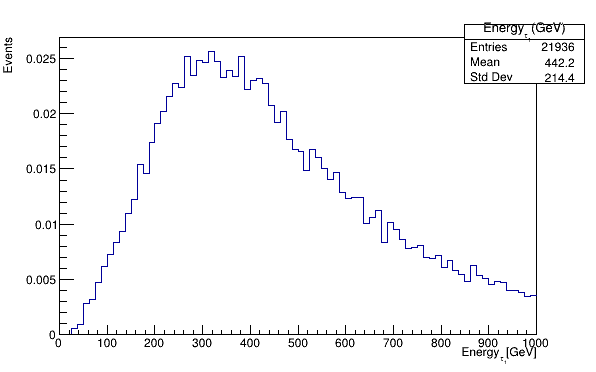 Energy_τ₁ (GeV)
Entries 21936
Mean 442.2
Std Dev 214.4
Events
0.025
0.02
0.015
0.01
0.005
0
0 100 200 300 400 500 600 700 800 900 1000
Energy_τ₁ [GeV]